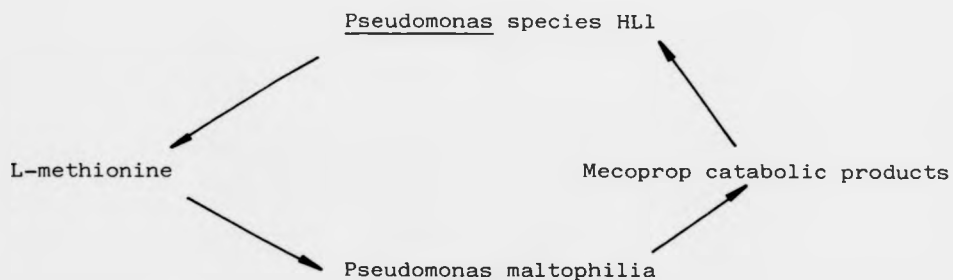 Pseudomonas species HL1
L-methionine
Mecoprop catabolic products
Pseudomonas maltophilia